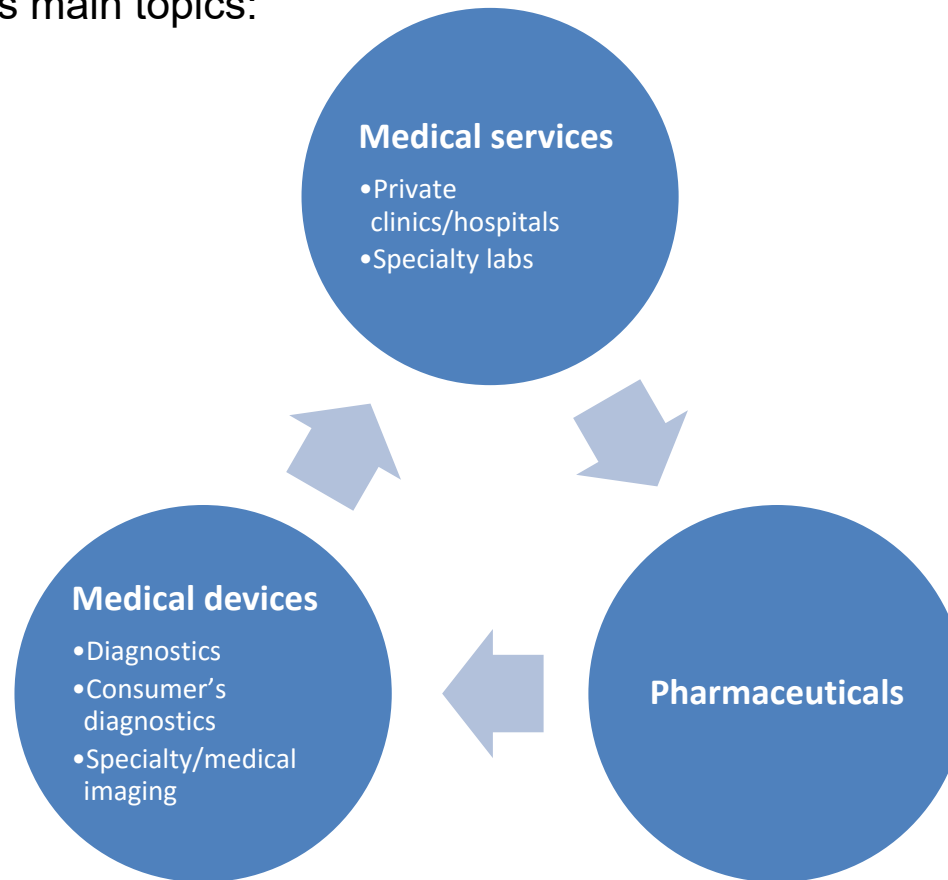 s main topics:
Medical services
•Private
clinics/hospitals
•Specialty labs
Medical devices
•Diagnostics
•Consumer’s
diagnostics
•Specialty/medical
imaging
Pharmaceuticals